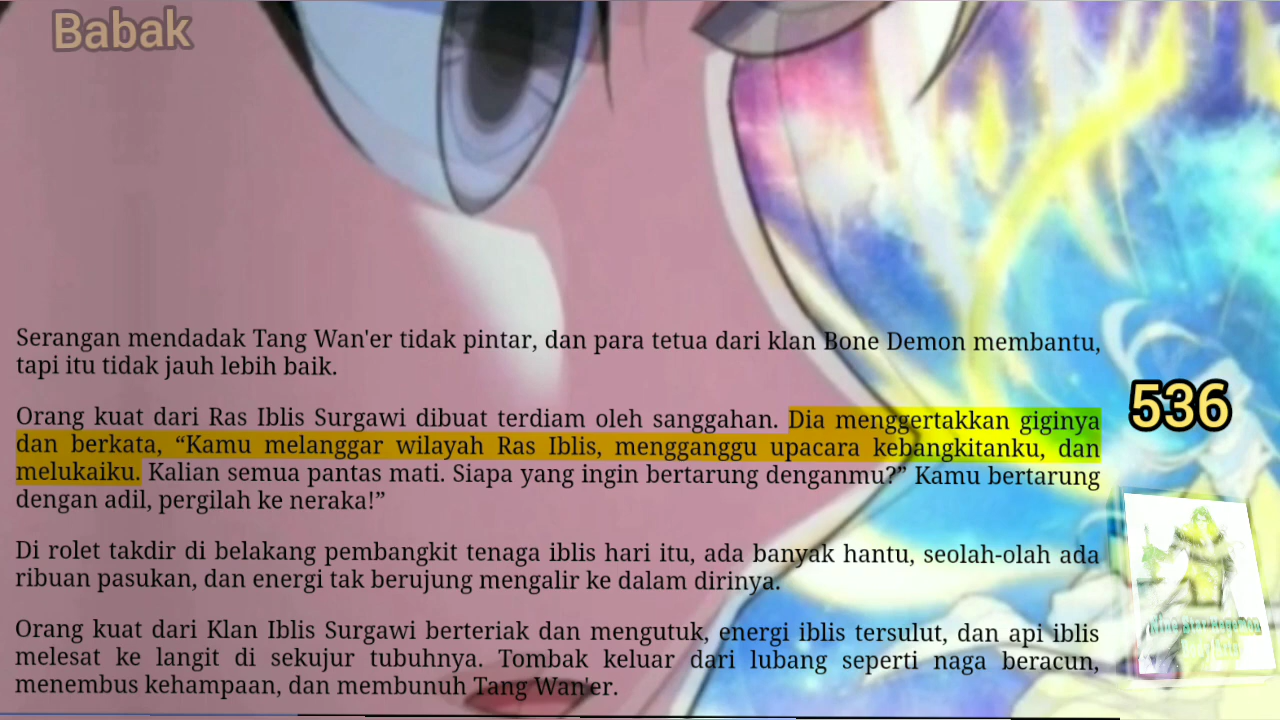 Babak
Serangan mendadak Tang Wan'er tidak pintar, dan para tetua dari klan Bone Demon membantu,
tapi itu tidak jauh lebih baik.
Orang kuat dari Ras Iblis Surgawi dibuat terdiam oleh sanggahan. Dia menggertakkan giginya
dan berkata, “Kamu melanggar wilayah Ras Iblis, mengganggu upacara kebangkitanku, dan
melukaiku. Kalian semua pantas mati. Siapa yang ingin bertarung denganmu?” Kamu bertarung
dengan adil, pergilah ke neraka!”
536
Di rolet takdir di belakang pembangkit tenaga iblis hari itu, ada banyak hantu, seolah-olah ada
ribuan pasukan, dan energi tak berujung mengalir ke dalam dirinya.
Orang kuat dari Klan Iblis Surgawi berteriak dan mengutuk, energi iblis tersulut, dan api iblis
melesat ke langit di sekujur tubuhnya. Tombak keluar dari lubang seperti naga beracun,
menembus kehampaan, dan membunuh Tang Wan'er.